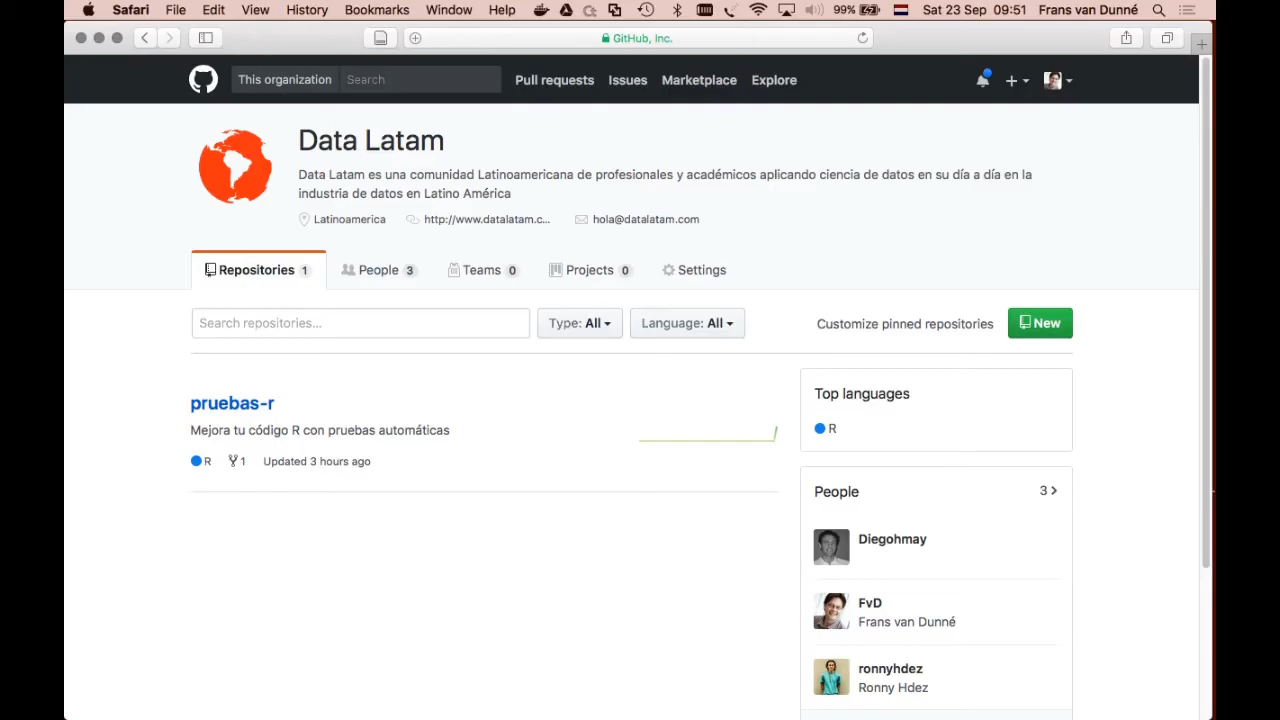 Safari File Edit View History Bookmarks Window Help 99% Sat 23 Sep 09:51 Frans van Dunné
GitHub, Inc.
This organization Search Pull requests Issues Marketplace Explore
Data Latam
Data Latam es una comunidad Latinoamericana de profesionales y académicos aplicando ciencia de datos en su día a día en la
industria de datos en Latino América
Latinoamerica http://www.datalatam.c... hola@datalatam.com
Repositories 1 People 3 Teams 0 Projects 0 Settings
Search repositories... Type: All Language: All Customize pinned repositories New
pruebas-r
Mejora tu código R con pruebas automáticas
R 1 Updated 3 hours ago
Top languages
R
People 3
Diegohmay
FvD
Frans van Dunné
ronnyhdez
Ronny Hdez